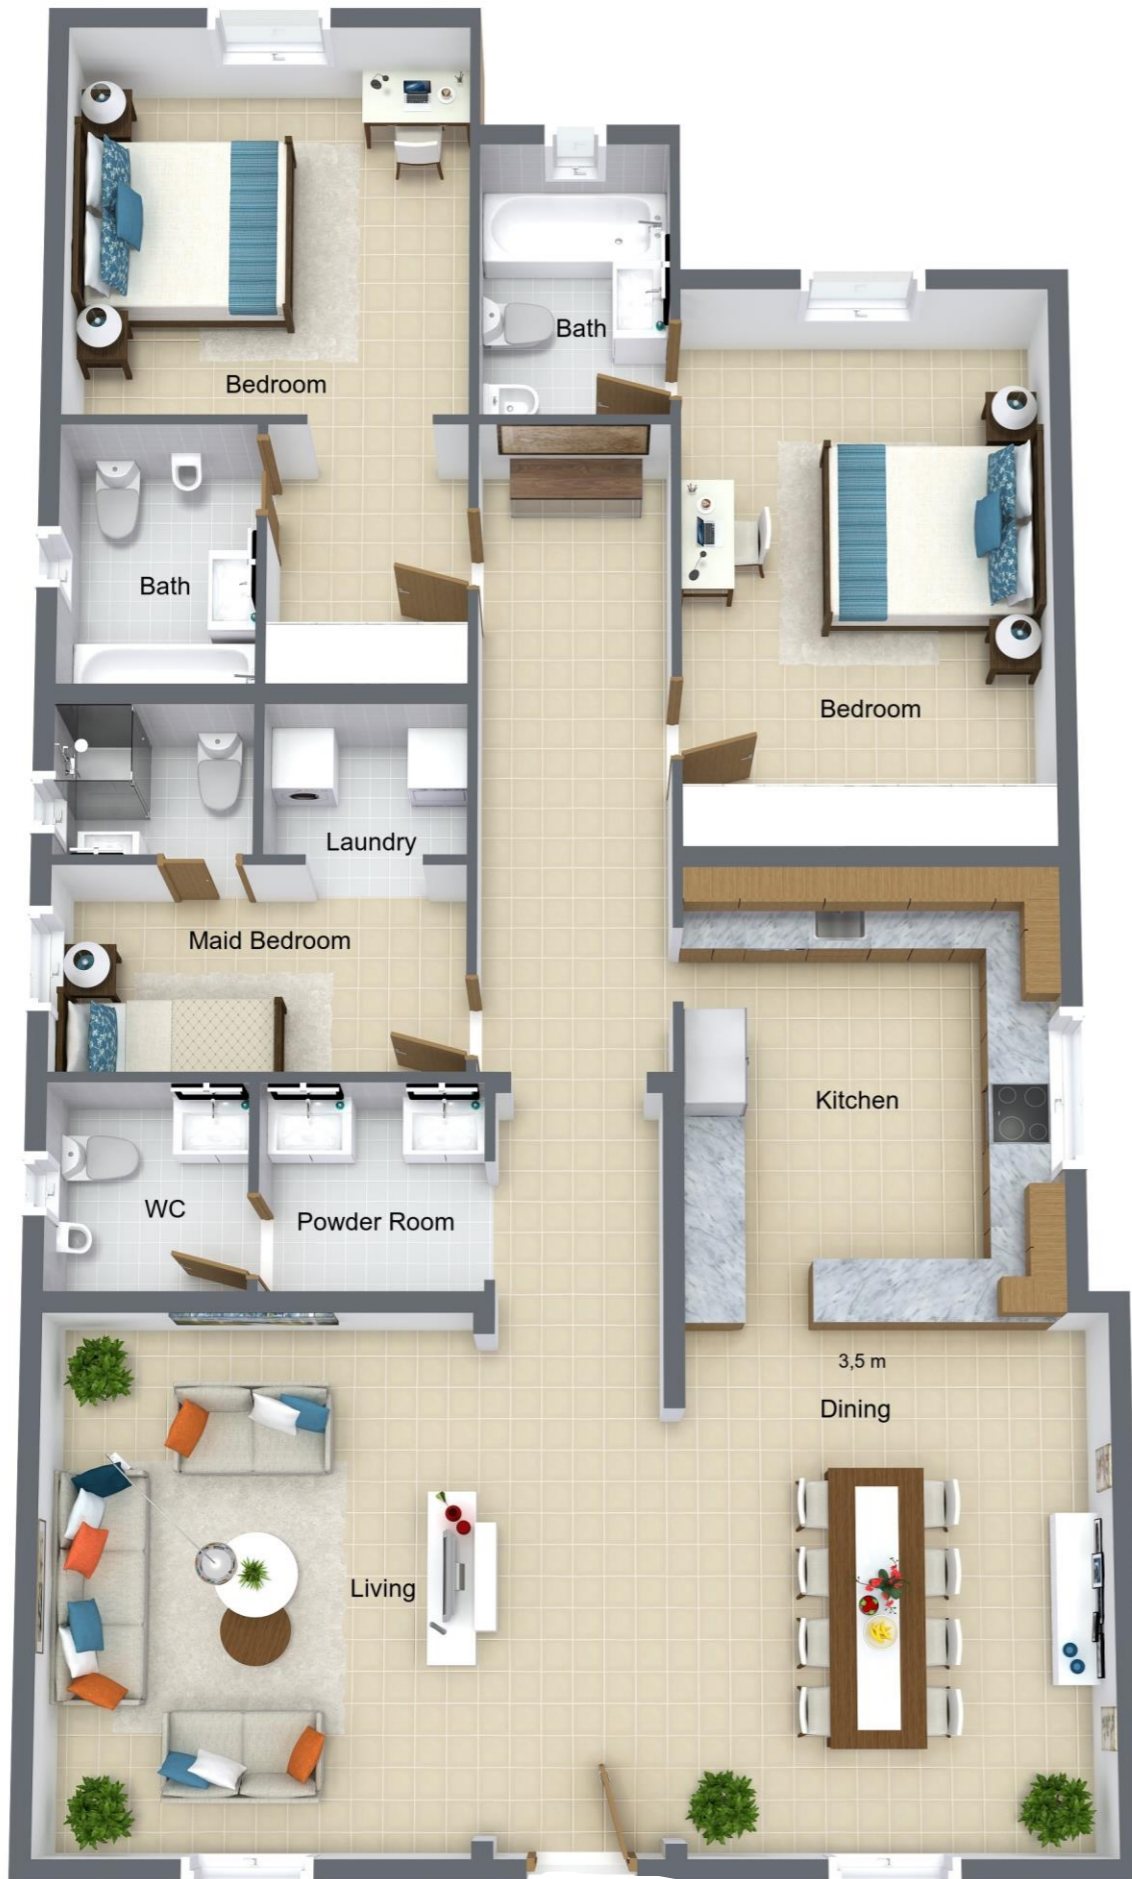 Bedroom
Bath
Bath
Bedroom
Laundry
Maid Bedroom
Kitchen
WC
Powder Room
3,5 m
Dining
Living